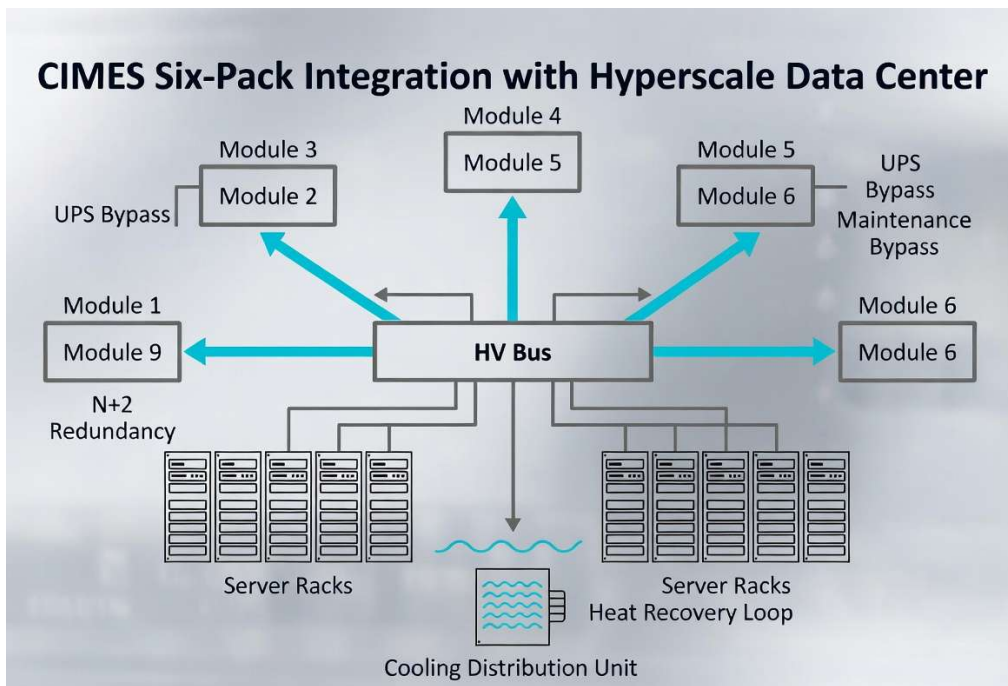 CIMES Six-Pack Integration with Hyperscale Data Center
Module 4
Module 5
Module 3
Module 2
UPS Bypass
Module 5
Module 6
UPS
Bypass
Maintenance
Bypass
Module 1
Module 9
N+2
Redundancy
HV Bus
Module 6
Module 6
Server Racks
Server Racks
Heat Recovery Loop
Cooling Distribution Unit